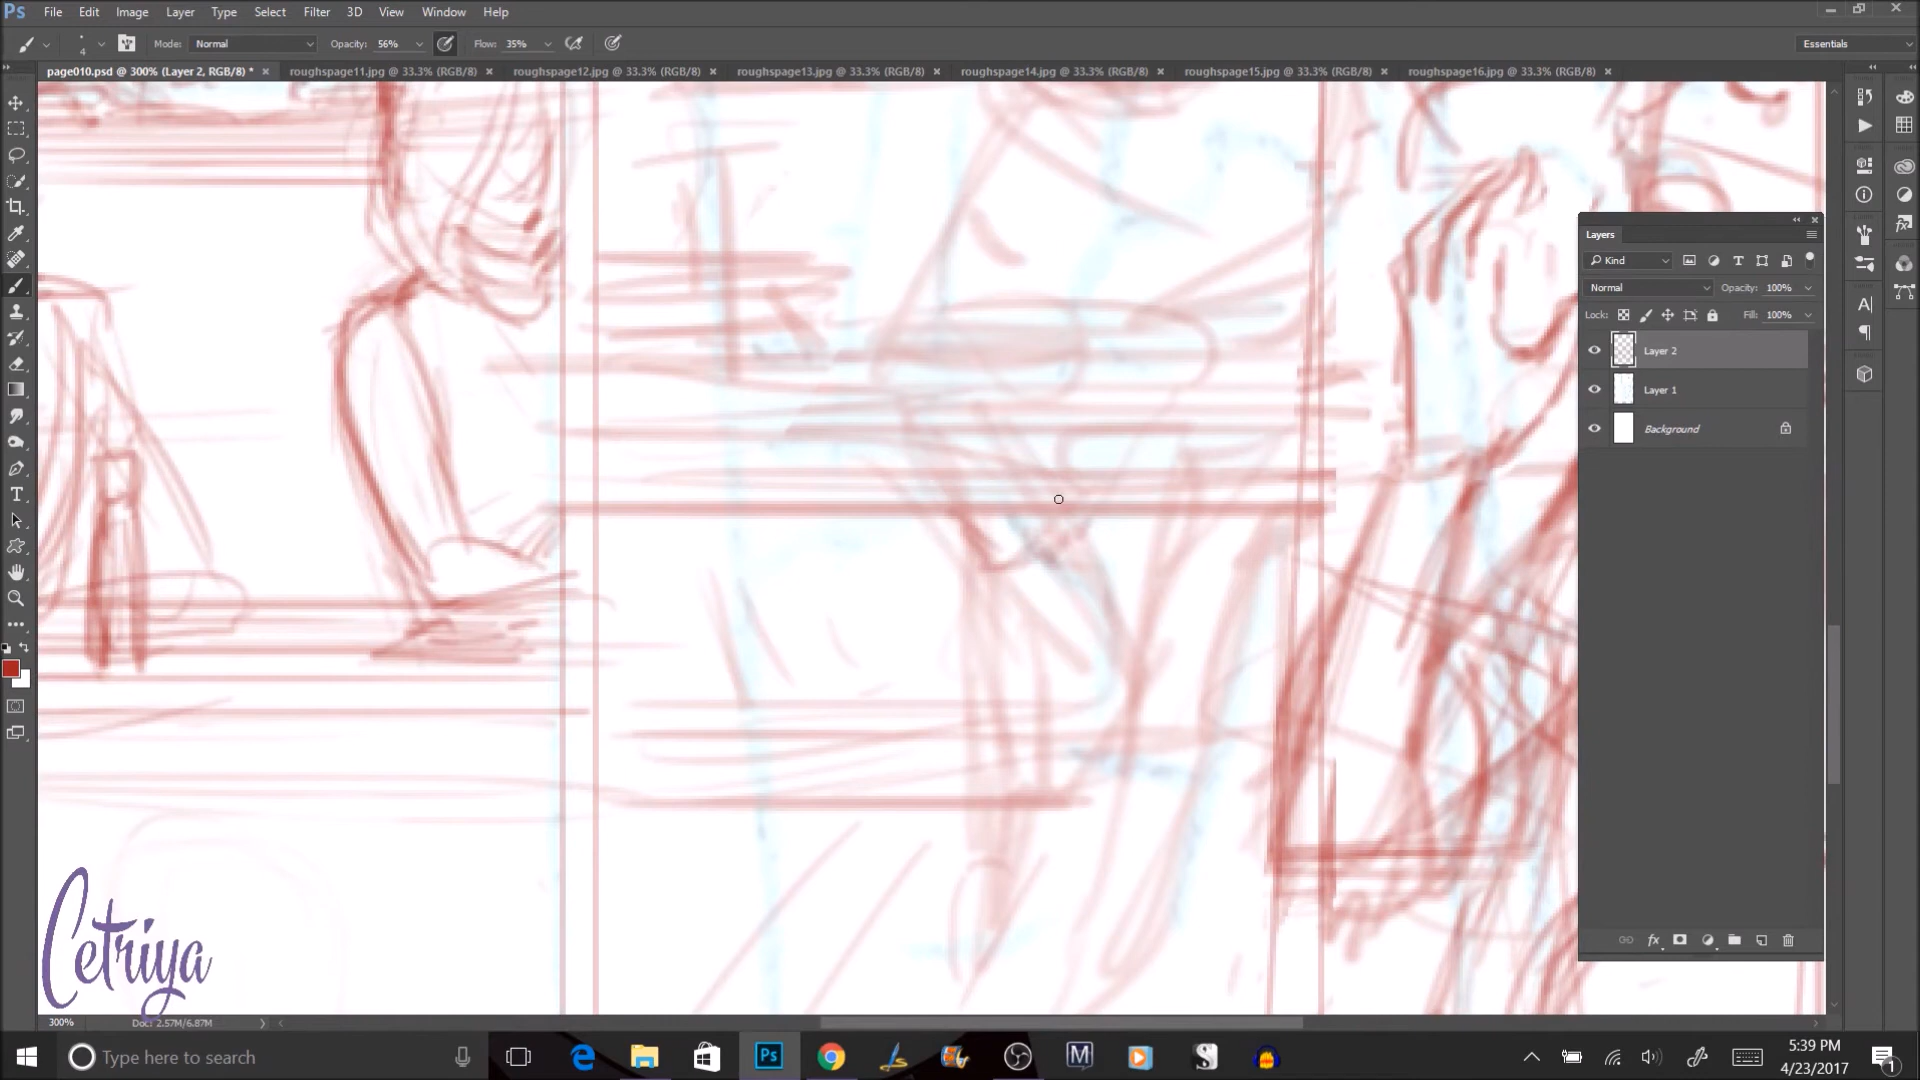 Ps File Edit Image Layer Type Select Filter 3D View Window Help
4 Mode: Normal Opacity: 56% Flow: 35% Essentials
page010.psd @ 300% (Layer 2, RGB/8) * × roughspage11.jpg @ 33.3% (RGB/8) × roughspage12.jpg @ 33.3% (RGB/8) × roughspage13.jpg @ 33.3% (RGB/8) × roughspage14.jpg @ 33.3% (RGB/8) × roughspage15.jpg @ 33.3% (RGB/8) × roughspage16.jpg @ 33.3% (RGB/8) ×
Layers
Kind
Normal Opacity: 100%
Lock: Fill: 100%
Layer 2
Layer 1
Background
Cetriya
300% Doc: 2.57M/6.87M
Type here to search
5:39 PM
4/23/2017